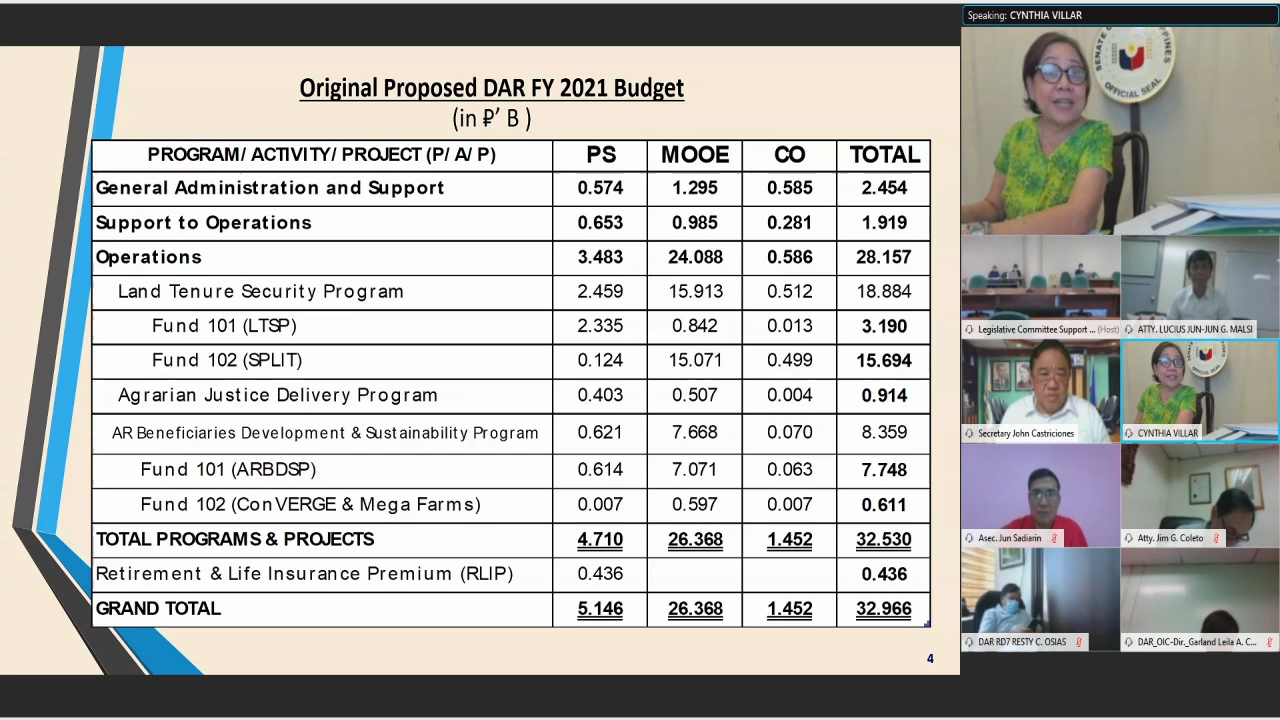 Speaking: CYNTHIA VILLAR
Original Proposed DAR FY 2021 Budget
(in ₱' B )
PROGRAM/ ACTIVITY/ PROJECT (P/ A/ P) PS MOOE CO TOTAL
General Administration and Support 0.574 1.295 0.585 2.454
Support to Operations 0.653 0.985 0.281 1.919
Operations 3.483 24.088 0.586 28.157
Land Tenure Security Program 2.459 15.913 0.512 18.884
Fund 101 (LTSP) 2.335 0.842 0.013 3.190
Fund 102 (SPLIT) 0.124 15.071 0.499 15.694
Agrarian Justice Delivery Program 0.403 0.507 0.004 0.914
AR Beneficiaries Development & Sustainability Program 0.621 7.668 0.070 8.359
Fund 101 (ARBDSP) 0.614 7.071 0.063 7.748
Fund 102 (ConVERGE & Mega Farms) 0.007 0.597 0.007 0.611
TOTAL PROGRAMS & PROJECTS 4.710 26.368 1.452 32.530
Retirement & Life Insurance Premium (RLIP) 0.436 0.436
GRAND TOTAL 5.146 26.368 1.452 32.966
4
SENATE OFFICIAL SEAL
Legislative Committee Support ... (Host)
ATTY. LUCIUS JUN-JUN G. MALSI
Secretary John Castriciones
OFFICIAL SEAL
CYNTHIA VILLAR
Asec. Jun Sadiarin
Atty. Jim G. Coleto
DAR RD7 RESTY C. OSIAS
DAR_OIC-Dir._Garland Leila A. C...